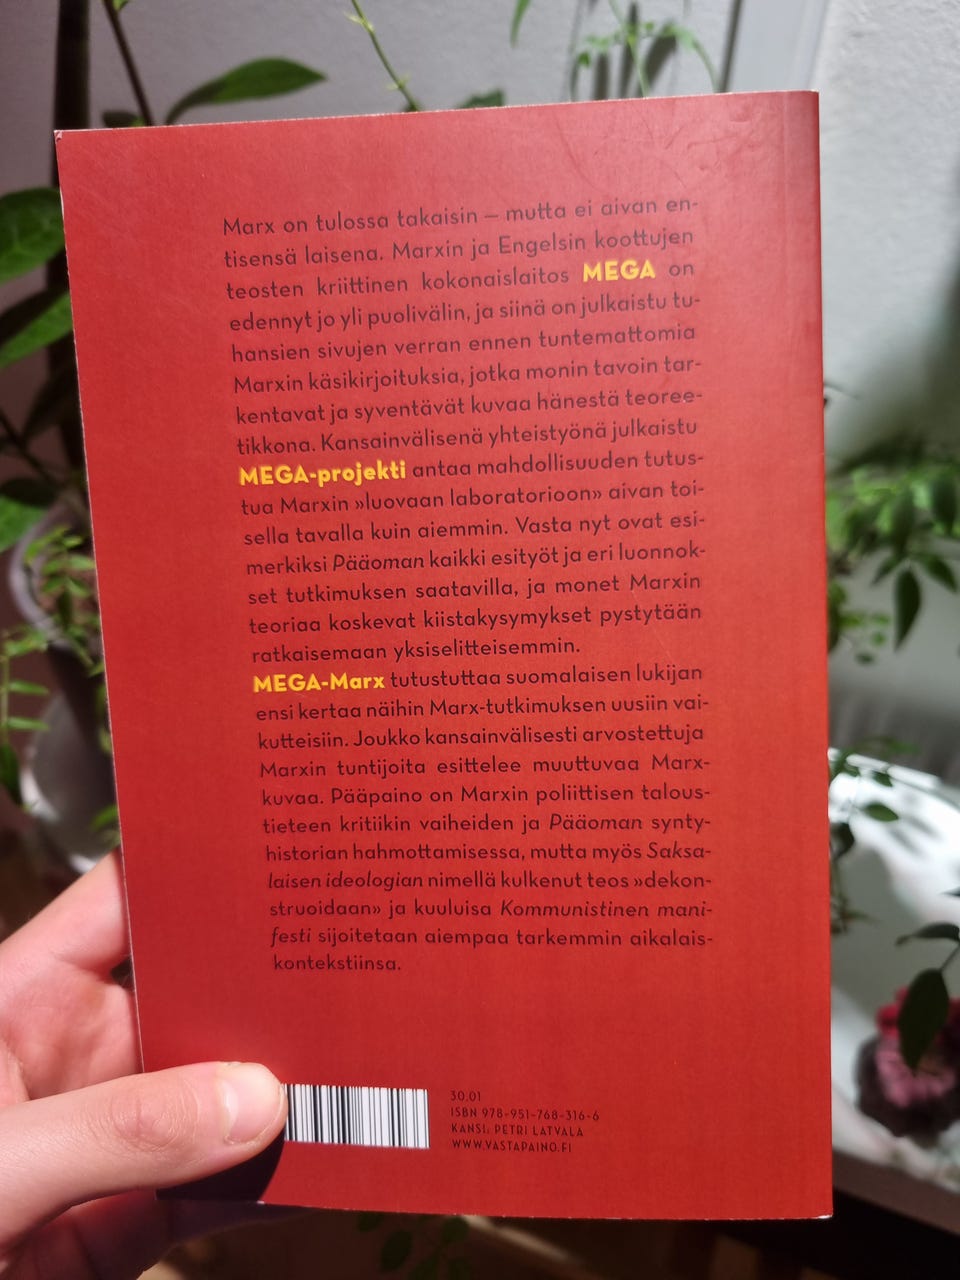 Marx on tulossa takaisin – mutta ei aivan en-
tisensä laisena. Marxin ja Engelsin koottujen
teosten kriittinen kokonaislaitos MEGA on
edennyt jo yli puolivälin, ja siinä on julkaistu tu-
hansien sivujen verran ennen tuntemattomia
Marxin käsikirjoituksia, jotka monin tavoin tar-
kentavat ja syventävät kuvaa hänestä teoree-
tikkona. Kansainvälisenä yhteistyönä julkaistu
MEGA-projekti antaa mahdollisuuden tutus-
tua Marxin »luovaan laboratorioon» aivan toi-
sella tavalla kuin aiemmin. Vasta nyt ovat esi-
merkiksi Pääoman kaikki esityöt ja eri luonnok-
set tutkimuksen saatavilla, ja monet Marxin
teoriaa koskevat kiistakysymykset pystytään
ratkaisemaan yksiselitteisemmin.
MEGA-Marx tutustuttaa suomalaisen lukijan
ensi kertaa näihin Marx-tutkimuksen uusiin vai-
kutteisiin. Joukko kansainvälisesti arvostettuja
Marxin tuntijoita esittelee muuttuvaa Marx-
kuvaa. Pääpaino on Marxin poliittisen talous-
tieteen kritiikin vaiheiden ja Pääoman synty-
historian hahmottamisessa, mutta myös Saksa-
laisen ideologian nimellä kulkenut teos »dekon-
struoidaan» ja kuuluisa Kommunistinen mani-
festi sijoitetaan aiempaa tarkemmin aikalais-
kontekstiinsa.
30.01
ISBN 978-951-768-316-6
KANSI: PETRI LATVALA
WWW.VASTAPAINO.FI